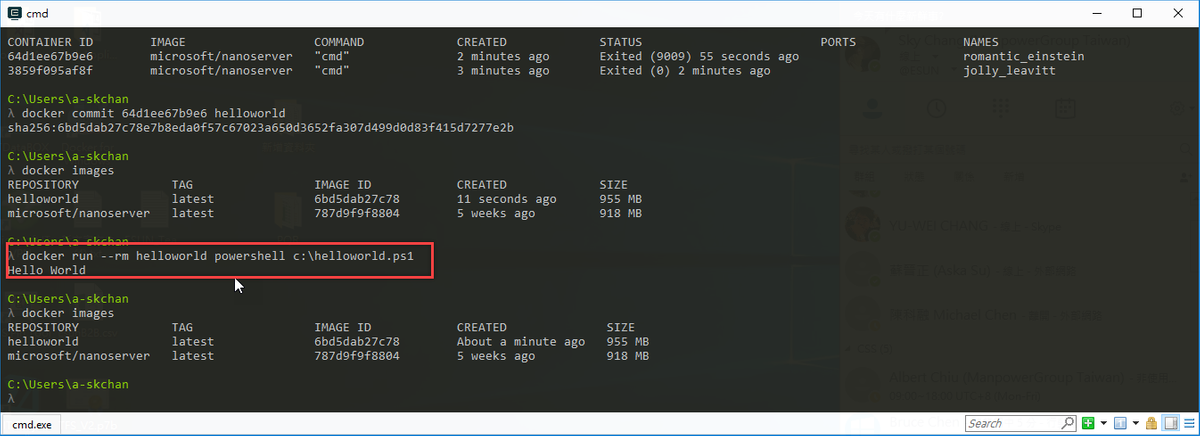 cmd
CONTAINER ID IMAGE COMMAND CREATED STATUS PORTS NAMES
64d1ee67b9e6 microsoft/nanoserver "cmd" 2 minutes ago Exited (9009) 55 seconds ago romantic_einstein
3859f095af8f microsoft/nanoserver "cmd" 3 minutes ago Exited (0) 2 minutes ago jolly_leavitt
C:\Users\a-skchan
λ docker commit 64d1ee67b9e6 helloworld
sha256:6bd5dab27c78e7b8eda0f57c67023a650d3652fa307d499d0d83f415d7277e2b
C:\Users\a-skchan
λ docker images
REPOSITORY TAG IMAGE ID CREATED SIZE
helloworld latest 6bd5dab27c78 11 seconds ago 955 MB
microsoft/nanoserver latest 787d9f9f8804 5 weeks ago 918 MB
C:\Users\a-skchan
λ docker run --rm helloworld powershell c:\helloworld.ps1
Hello World
C:\Users\a-skchan
λ docker images
REPOSITORY TAG IMAGE ID CREATED SIZE
helloworld latest 6bd5dab27c78 About a minute ago 955 MB
microsoft/nanoserver latest 787d9f9f8804 5 weeks ago 918 MB
C:\Users\a-skchan
λ
cmd.exe Search